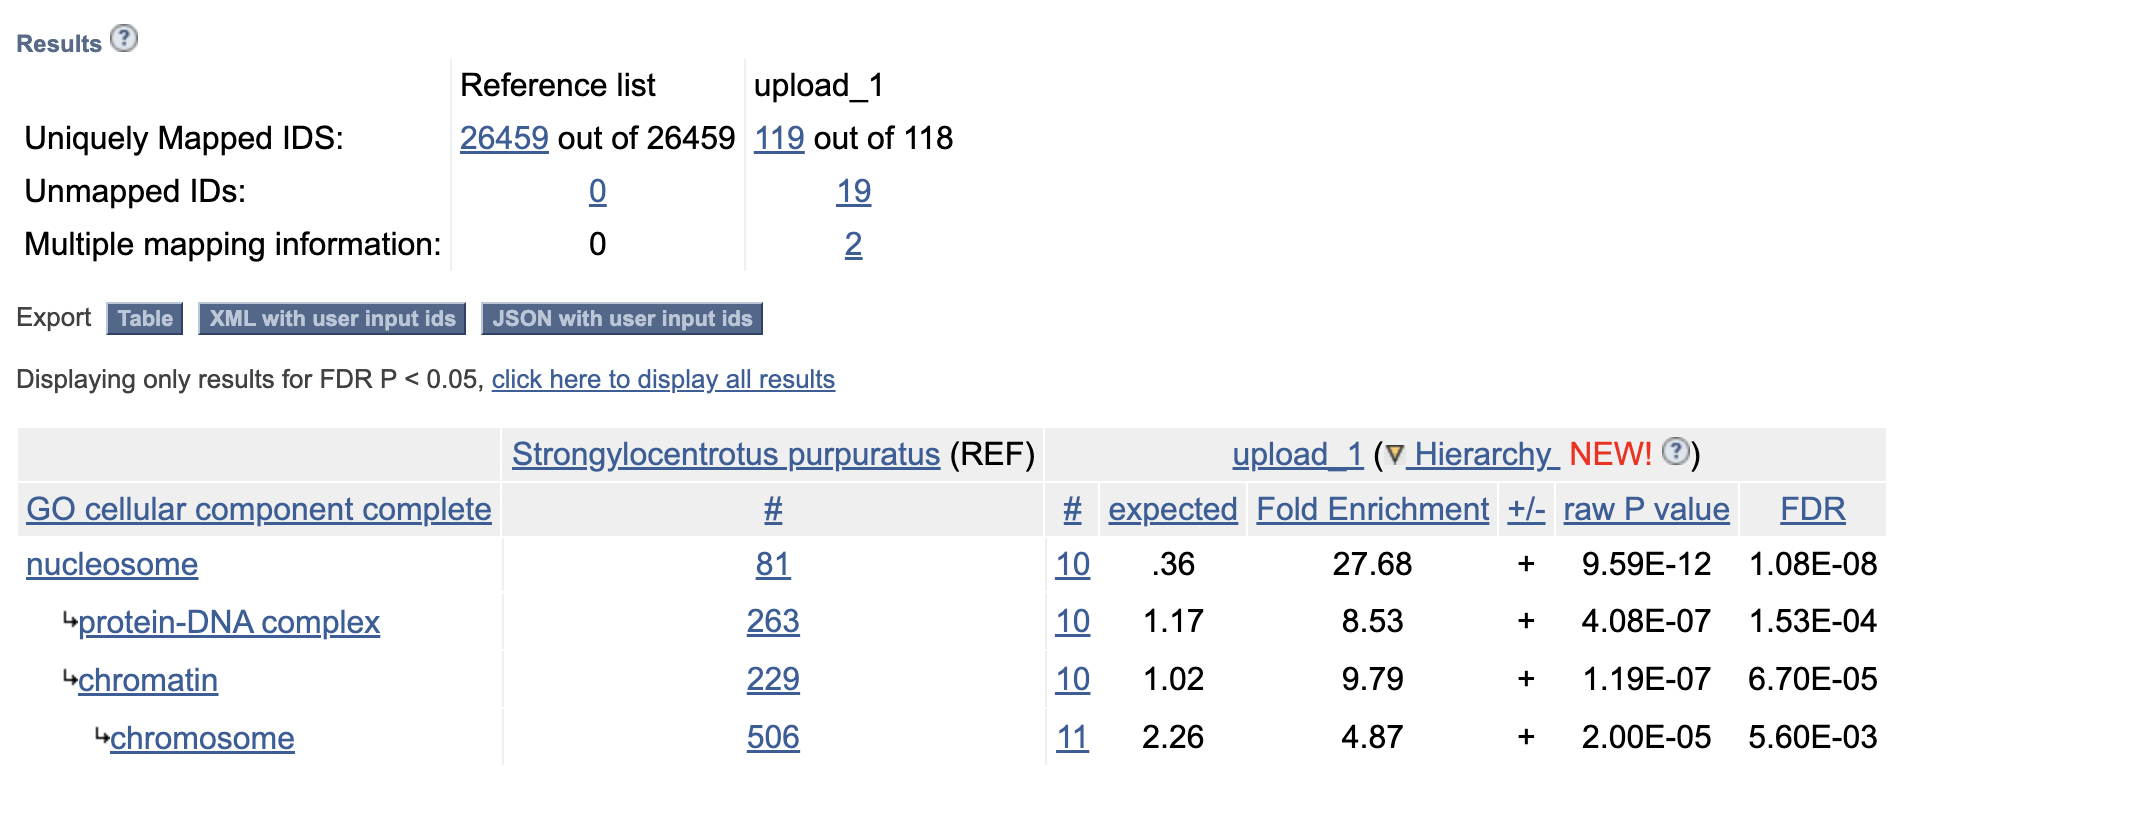 Results ?
Reference list upload_1
Uniquely Mapped IDS: 26459 out of 26459 119 out of 118
Unmapped IDs: 0 19
Multiple mapping information: 0 2
Export Table XML with user input ids JSON with user input ids
Displaying only results for FDR P < 0.05, click here to display all results
Strongylocentrotus purpuratus (REF) upload_1 (▼ Hierarchy NEW! ?)
GO cellular component complete # # expected Fold Enrichment +/- raw P value FDR
nucleosome 81 10 .36 27.68 + 9.59E-12 1.08E-08
↳protein-DNA complex 263 10 1.17 8.53 + 4.08E-07 1.53E-04
↳chromatin 229 10 1.02 9.79 + 1.19E-07 6.70E-05
↳chromosome 506 11 2.26 4.87 + 2.00E-05 5.60E-03